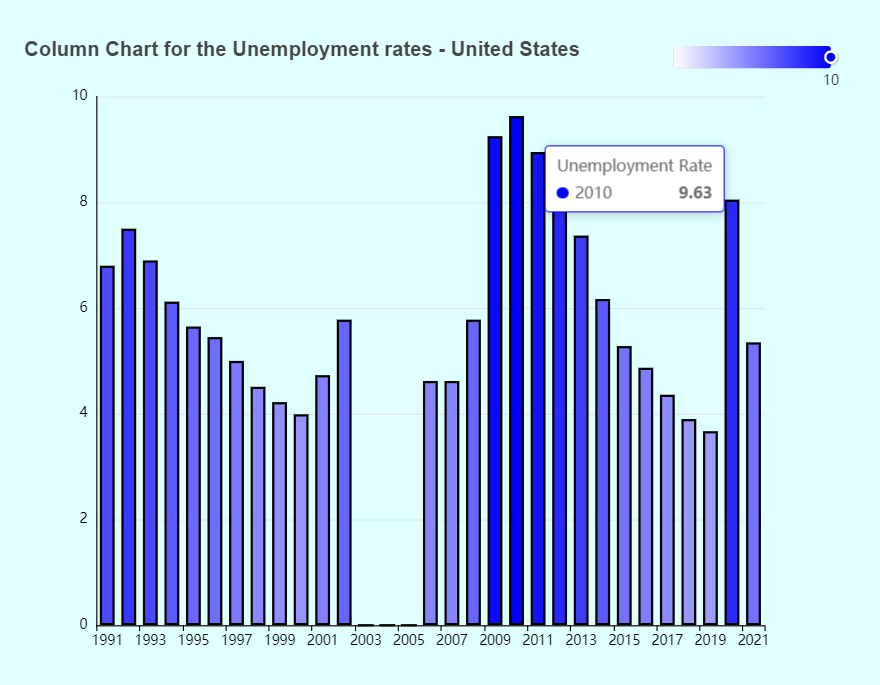 Column Chart for the Unemployment rates - United States
10
10
8
6
4
2
0
Unemployment Rate
2010 9.63
1991 1993 1995 1997 1999 2001 2003 2005 2007 2009 2011 2013 2015 2017 2019 2021